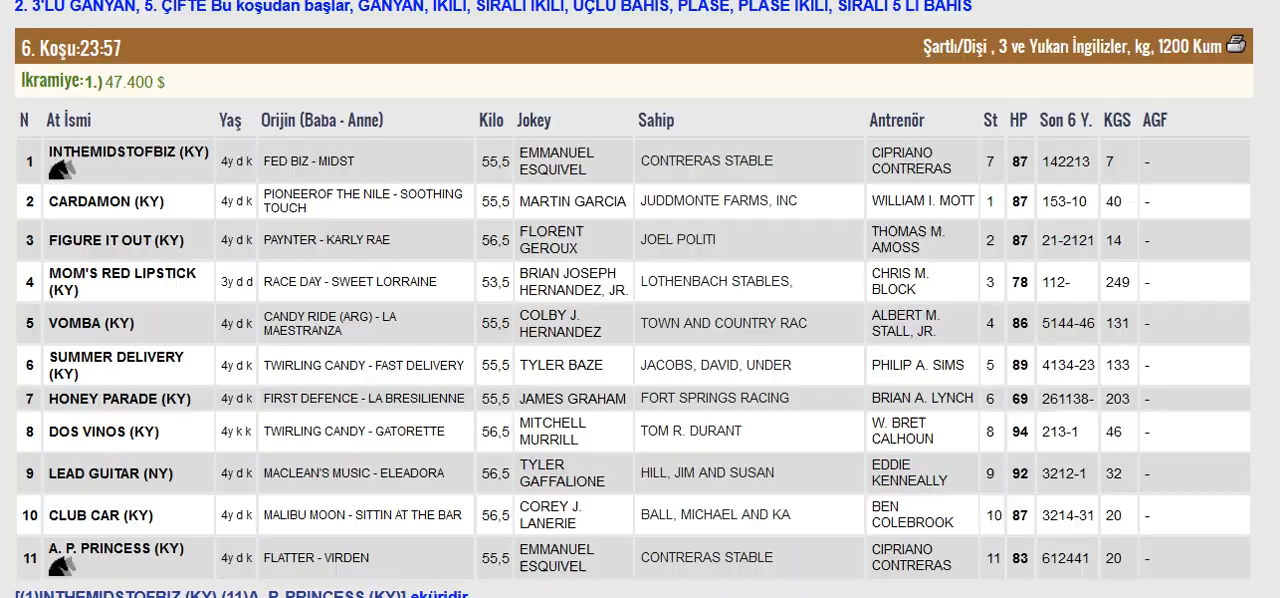 2. 3'LÜ GANYAN, 5. ÇİFTE Bu koşudan başlar, GANYAN, İKİLİ, SIRALI İKİLİ, ÜÇLÜ BAHİS, PLASE, PLASE İKİLİ, SIRALI 5 Lİ BAHİS
6. Koşu:23:57 Şartlı/Dişi , 3 ve Yukarı İngilizler, kg, 1200 Kum
İkramiye:1.) 47.400 $
N At İsmi Yaş Orijin (Baba - Anne) Kilo Jokey Sahip Antrenör St HP Son 6 Y. KGS AGF
1 INTHEMIDSTOFBIZ (KY) 4y d k FED BIZ - MIDST 55,5 EMMANUEL ESQUIVEL CONTRERAS STABLE CIPRIANO CONTRERAS 7 87 142213 7 -
2 CARDAMON (KY) 4y d k PIONEEROF THE NILE - SOOTHING TOUCH 55,5 MARTIN GARCIA JUDDMONTE FARMS, INC WILLIAM I. MOTT 1 87 153-10 40 -
3 FIGURE IT OUT (KY) 4y d k PAYNTER - KARLY RAE 56,5 FLORENT GEROUX JOEL POLITI THOMAS M. AMOSS 2 87 21-2121 14 -
4 MOM'S RED LIPSTICK (KY) 3y d d RACE DAY - SWEET LORRAINE 53,5 BRIAN JOSEPH HERNANDEZ, JR. LOTHENBACH STABLES, CHRIS M. BLOCK 3 78 112- 249 -
5 VOMBA (KY) 4y d k CANDY RIDE (ARG) - LA MAESTRANZA 55,5 COLBY J. HERNANDEZ TOWN AND COUNTRY RAC ALBERT M. STALL, JR. 4 86 5144-46 131 -
6 SUMMER DELIVERY (KY) 4y d k TWIRLING CANDY - FAST DELIVERY 55,5 TYLER BAZE JACOBS, DAVID, UNDER PHILIP A. SIMS 5 89 4134-23 133 -
7 HONEY PARADE (KY) 4y d k FIRST DEFENCE - LA BRESILIENNE 55,5 JAMES GRAHAM FORT SPRINGS RACING BRIAN A. LYNCH 6 69 261138- 203 -
8 DOS VINOS (KY) 4y k k TWIRLING CANDY - GATORETTE 56,5 MITCHELL MURRILL TOM R. DURANT W. BRET CALHOUN 8 94 213-1 46 -
9 LEAD GUITAR (NY) 4y d k MACLEAN'S MUSIC - ELEADORA 56,5 TYLER GAFFALIONE HILL, JIM AND SUSAN EDDIE KENNEALLY 9 92 3212-1 32 -
10 CLUB CAR (KY) 4y d k MALIBU MOON - SITTIN AT THE BAR 56,5 COREY J. LANERIE BALL, MICHAEL AND KA BEN COLEBROOK 10 87 3214-31 20 -
11 A. P. PRINCESS (KY) 4y d k FLATTER - VIRDEN 55,5 EMMANUEL ESQUIVEL CONTRERAS STABLE CIPRIANO CONTRERAS 11 83 612441 20 -
[(1)INTHEMIDSTOFBIZ (KY) (11)A. P. PRINCESS (KY)] eküridir